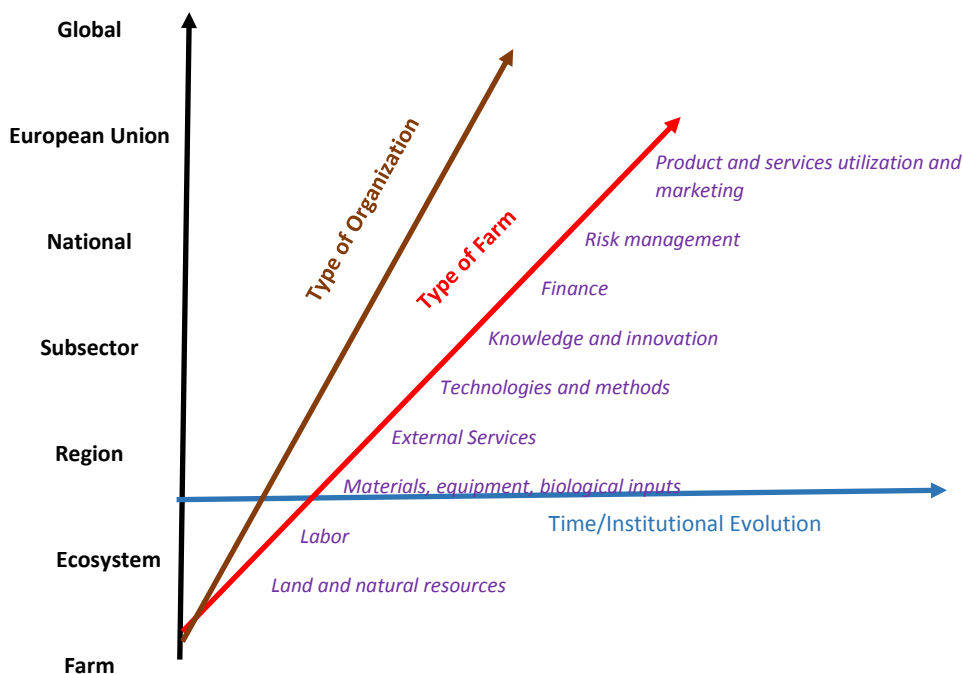 Global
European Union
National
Subsector
Region
Ecosystem
Farm
Type of Organization
Type of Farm
Product and services utilization and
marketing
Risk management
Finance
Knowledge and innovation
Technologies and methods
External Services
Materials, equipment, biological inputs
Time/Institutional Evolution
Labor
Land and natural resources